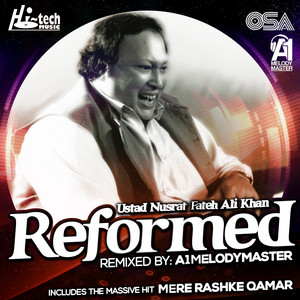 Hi-tech
MUSIC
OSA
A1
MELODY
MASTER
Ustad Nusrat Fateh Ali Khan
Reformed
REMIXED BY: A1MELODYMASTER
INCLUDES THE MASSIVE HIT MERE RASHKE QAMAR